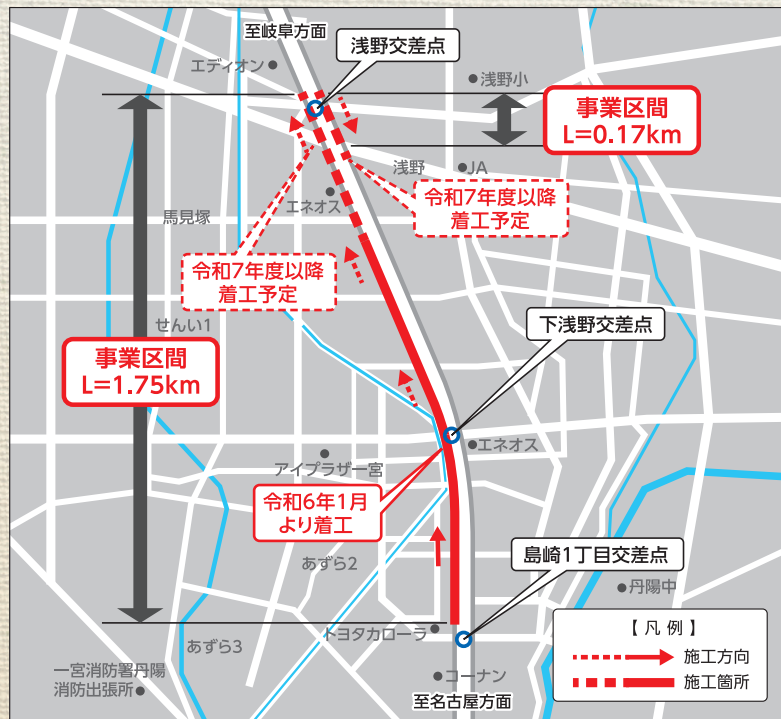 至岐阜方面
浅野交差点
エディオン
浅野小
事業区間
L=0.17km
浅野
JA
エネオス
令和7年度以降
着工予定
馬見塚
令和7年度以降
着工予定
せんい1
下浅野交差点
事業区間
L=1.75km
エネオス
アイプラザ一宮
令和6年1月
より着工
島崎1丁目交差点
あずら2
丹陽中
トヨタカローラ
【凡例】
あずら3
施工方向
一宮消防署丹陽
消防出張所
コーナン
施工箇所
至名古屋方面